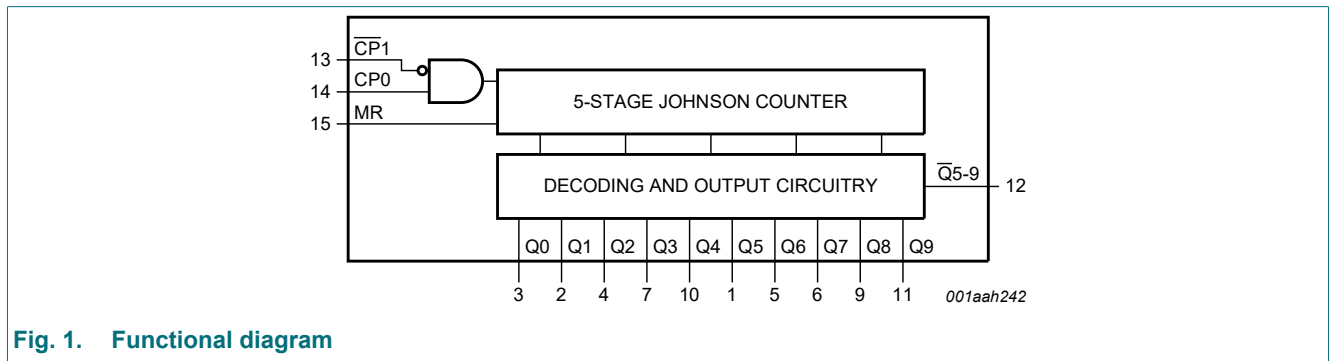 13 C̅P̅1
14 CP0
15 MR
5-STAGE JOHNSON COUNTER
DECODING AND OUTPUT CIRCUITRY
Q̅5-9 12
Q0 Q1 Q2 Q3 Q4 Q5 Q6 Q7 Q8 Q9
3 2 4 7 10 1 5 6 9 11 001aah242
Fig. 1. Functional diagram